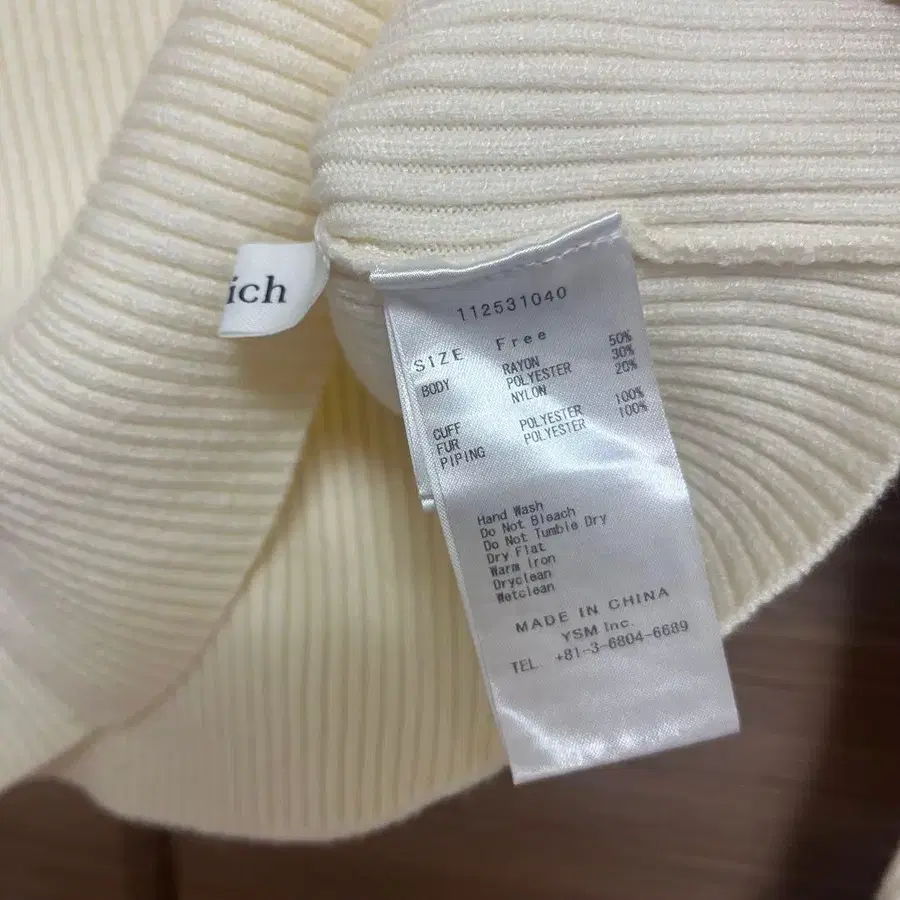 ich
112531040
SIZE Free
BODY RAYON 50%
POLYESTER 30%
NYLON 20%
CUFF
FUR POLYESTER 100%
PIPING POLYESTER 100%
Hand Wash
Do Not Bleach
Do Not Tumble Dry
Dry Flat
Warm Iron
Dryclean
Wetclean
MADE IN CHINA
YSM Inc.
TEL. +81-3-6804-6689